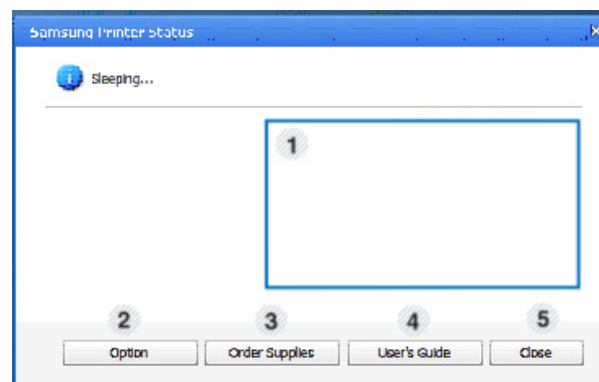 Samsung Printer Status
Sleeping...
1
2 3 4 5
Option Order Supplies User's Guide Close